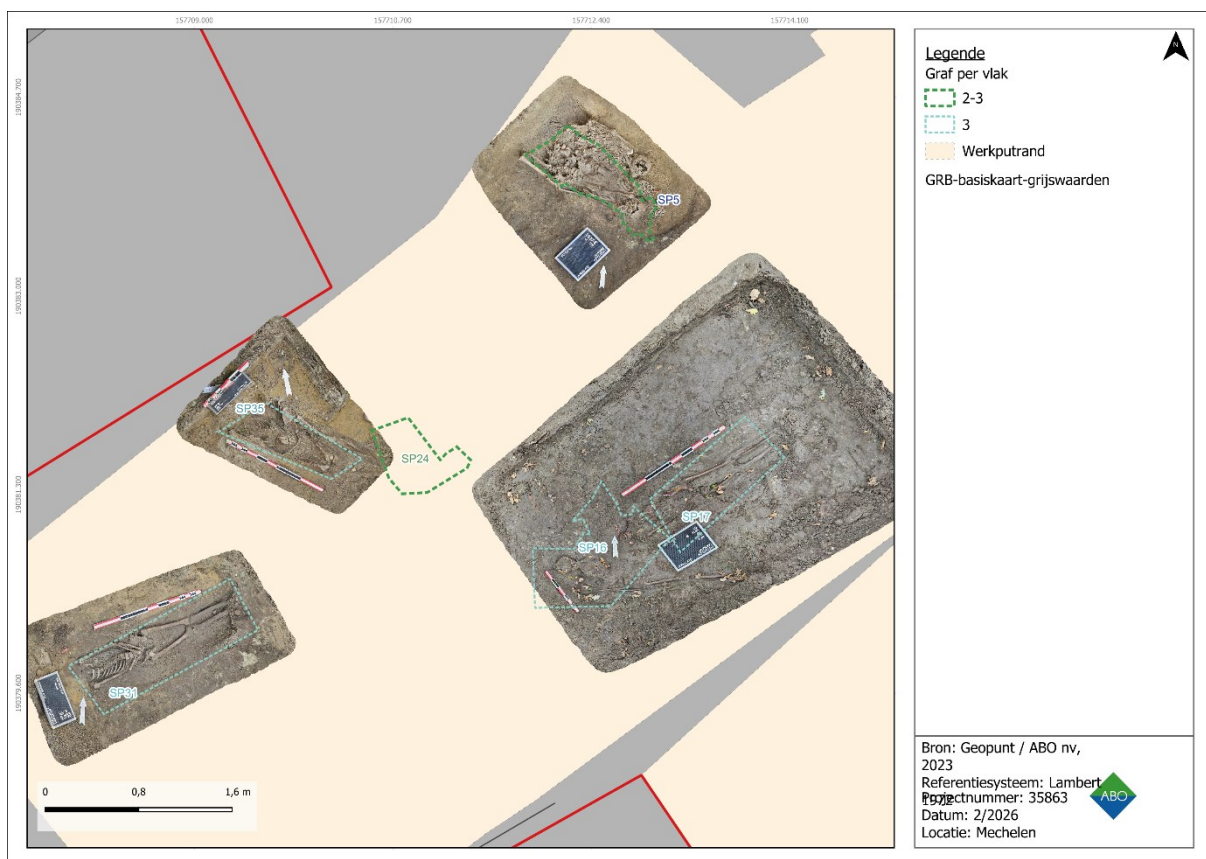 157709.000
157710.700
157712.400
157714.100
190384.700
190383.000
190381.300
190379.600
SP5
SP35
SP24
SP17
SP16
SP31
0
0,8
1,6 m
N
Legende
Graf per vlak
2-3
3
Werkputrand
GRB-basiskaart-grijswaarden
Bron: Geopunt / ABO nv,
2023
Referentiesysteem: Lambert
1972
Projectnummer: 35863
Datum: 2/2026
Locatie: Mechelen
ABO